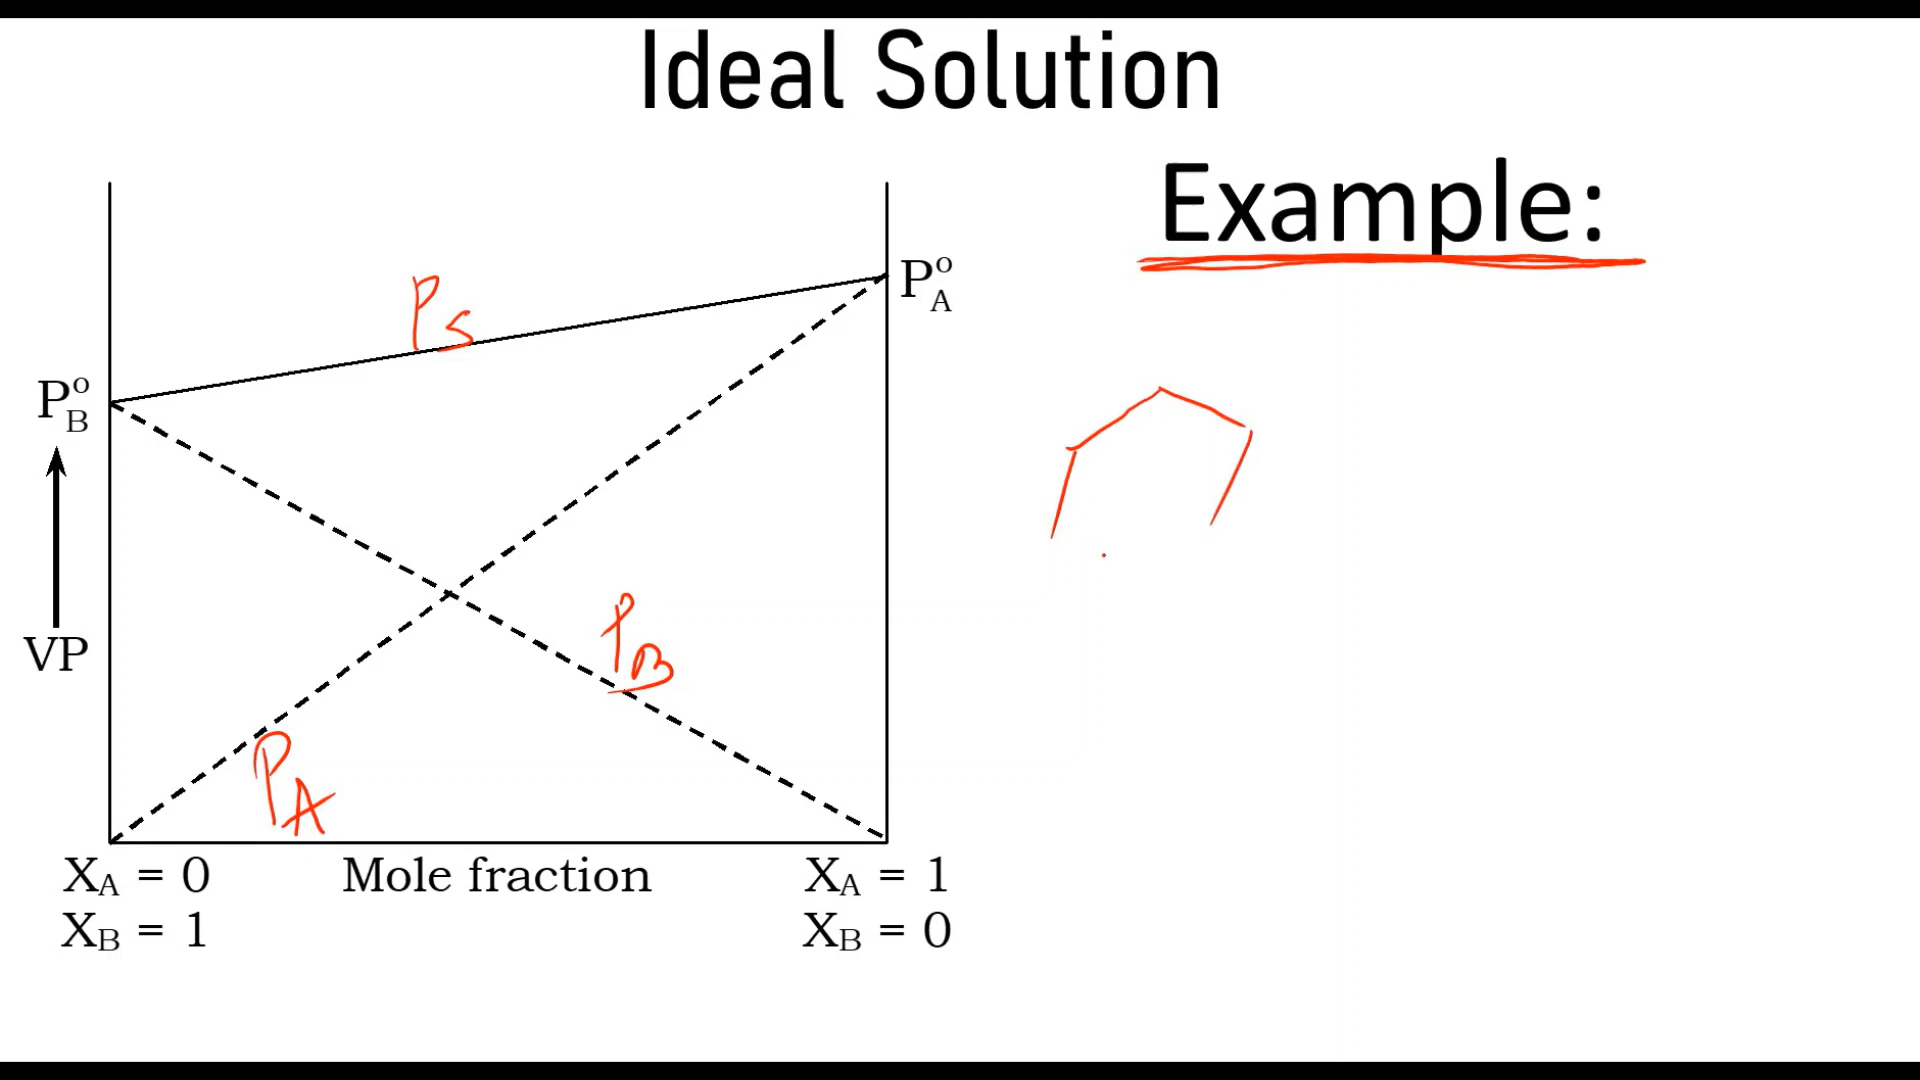 Ideal Solution
Example:
P°A
PS
P°B
VP
PB
PA
XA = 0 Mole fraction XA = 1
XB = 1 XB = 0